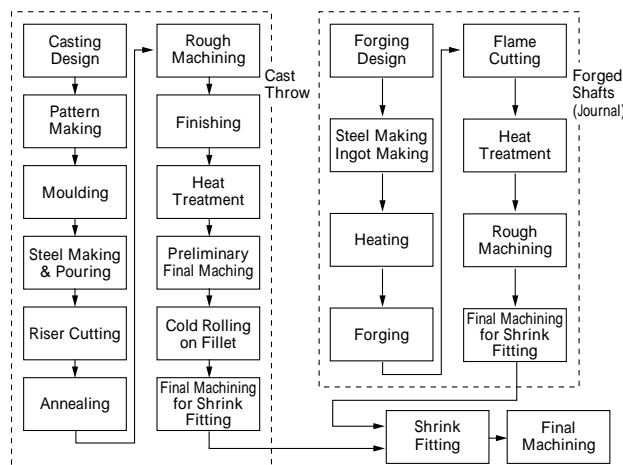 Casting
Design
Pattern
Making
Moulding
Steel Making
& Pouring
Riser Cutting
Annealing
Rough
Machining
Finishing
Heat
Treatment
Preliminary
Final Maching
Cold Rolling
on Fillet
Final Machining
for Shrink
Fitting
Cast
Throw
Forging
Design
Steel Making
Ingot Making
Heating
Forging
Flame
Cutting
Heat
Treatment
Rough
Machining
Final Machining
for Shrink
Fitting
Forged
Shafts
(Journal)
Shrink
Fitting
Final
Machining